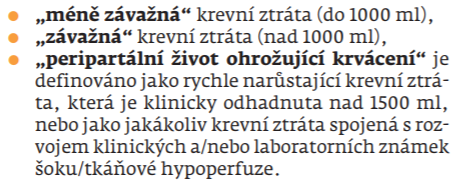 • „méně závažná“ krevní ztráta (do 1000 ml),
• „závažná“ krevní ztráta (nad 1000 ml),
• „peripartální život ohrožující krvácení“ je
definováno jako rychle narůstající krevní ztrá-
ta, která je klinicky odhadnuta nad 1500 ml,
nebo jako jakákoliv krevní ztráta spojená s roz-
vojem klinických a/nebo laboratorních známek
šoku/tkáňové hypoperfuze.